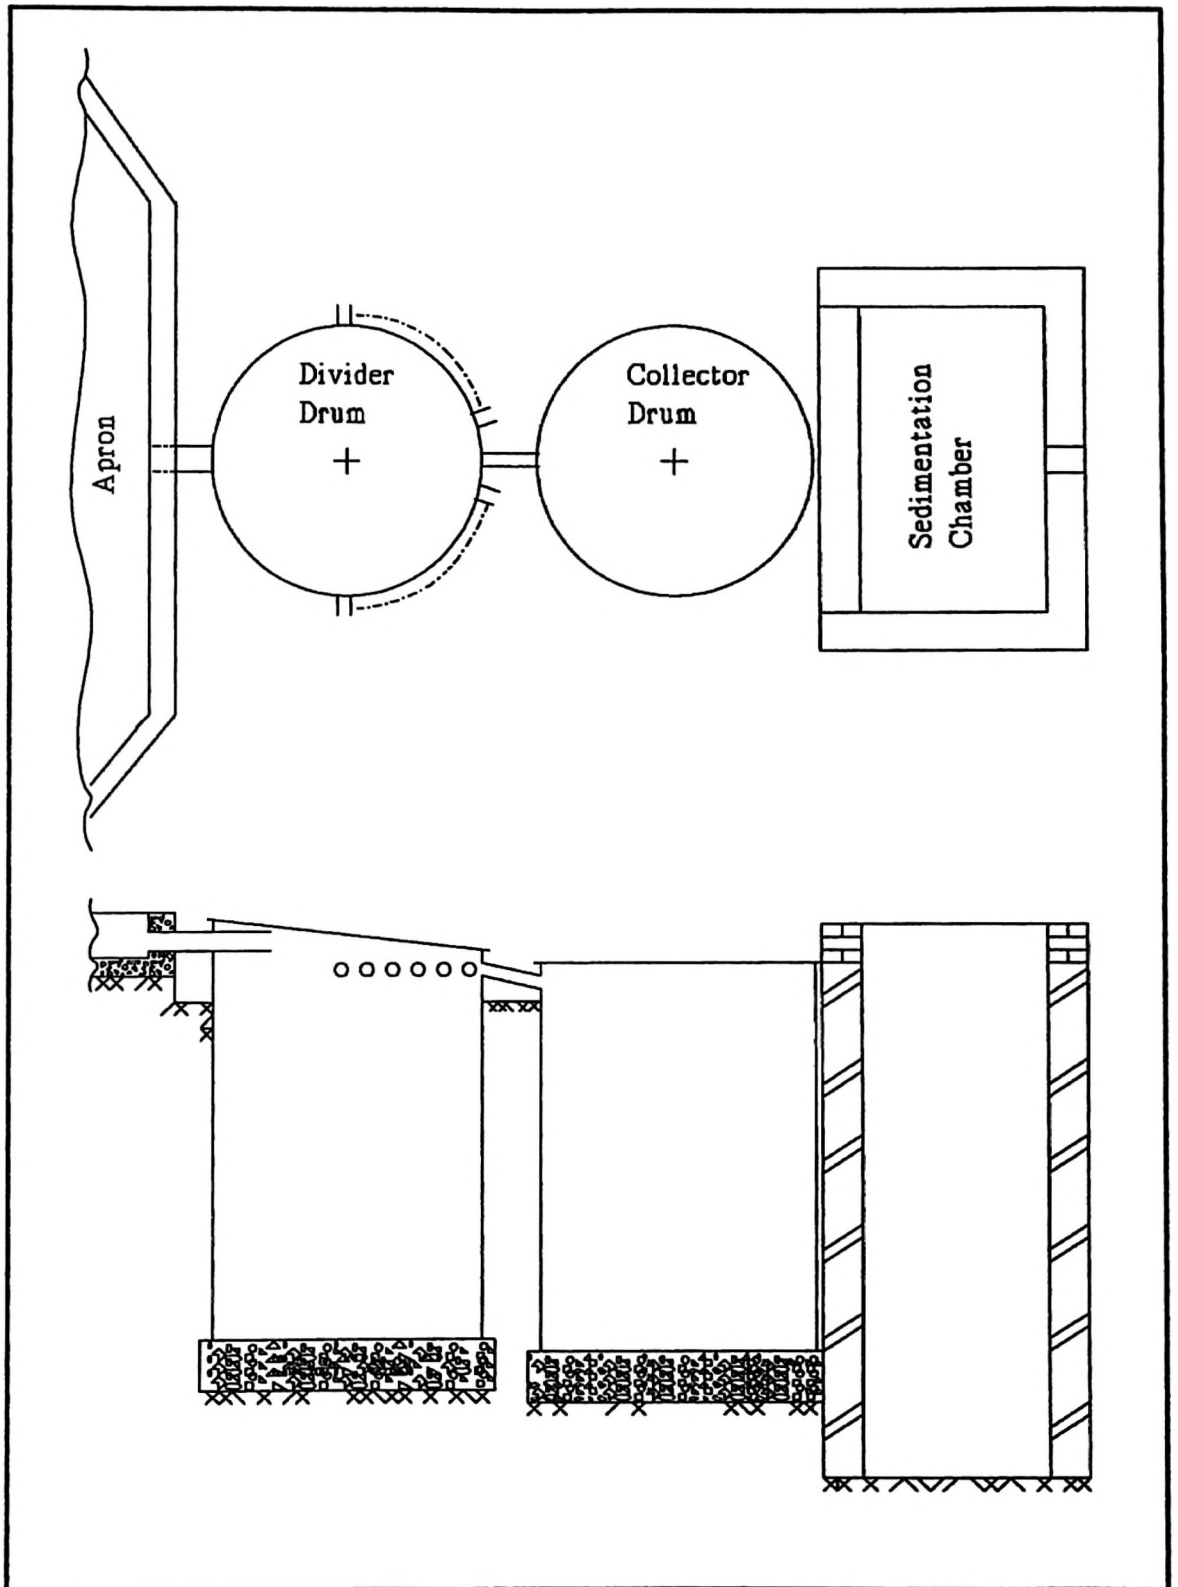 Apron
Divider
Drum
Collector
Drum
Sedimentation
Chamber